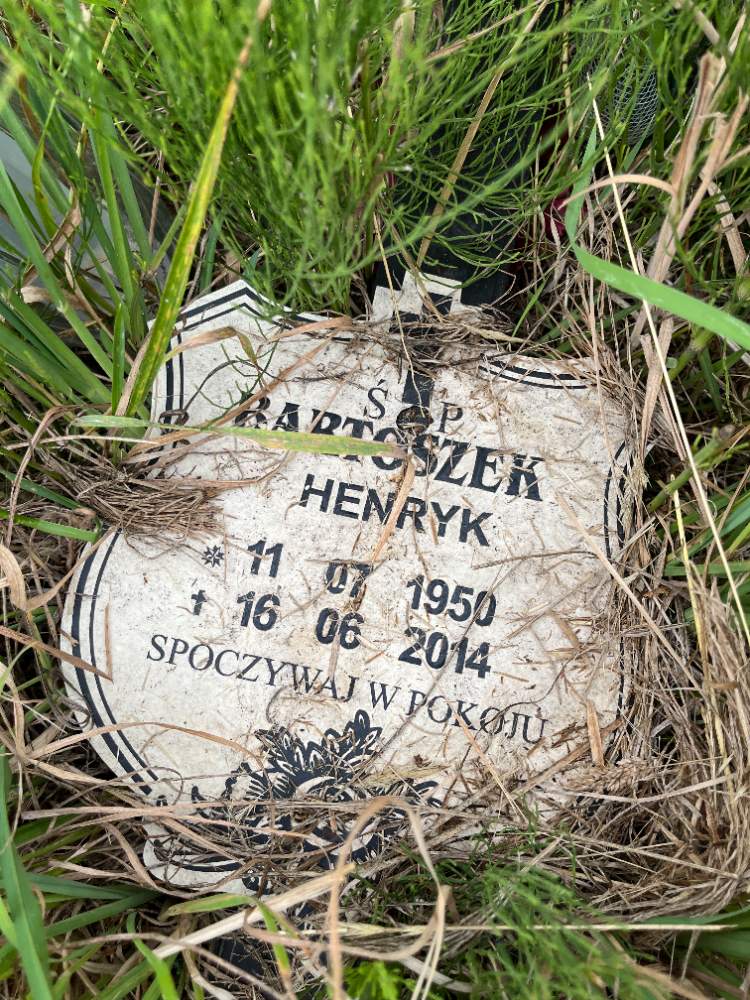 Ś P
BARTOSZEK
HENRYK
* 11 07 1950
† 16 06 2014
SPOCZYWAJ W POKOJU